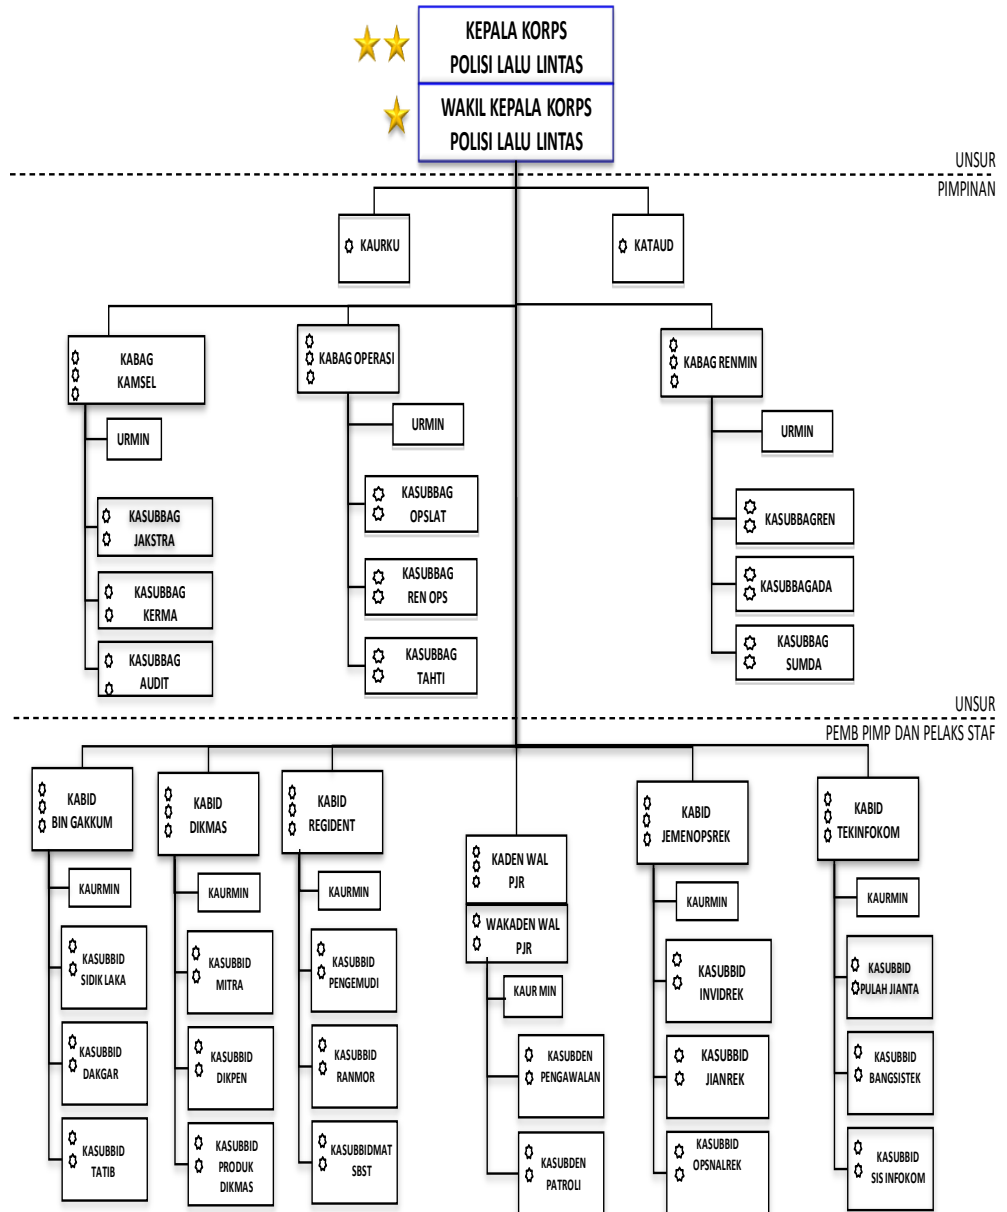 KEPALA KORPS
POLISI LALU LINTAS
WAKIL KEPALA KORPS
POLISI LALU LINTAS
UNSUR
PIMPINAN
KAURKU
KATAUD
KABAG
KAMSEL
URMIN
KASUBBAG
JAKSTRA
KASUBBAG
KERMA
KASUBBAG
AUDIT
KABAG OPERASI
URMIN
KASUBBAG
OPSLAT
KASUBBAG
REN OPS
KASUBBAG
TAHTI
KABAG RENMIN
URMIN
KASUBBAGREN
KASUBBAGADA
KASUBBAG
SUMDA
UNSUR
PEMB PIMP DAN PELAKS STAF
KABID
BIN GAKKUM
KAURMIN
KASUBBID
SIDIK LAKA
KASUBBID
DAKGAR
KASUBBID
TATIB
KABID
DIKMAS
KAURMIN
KASUBBID
MITRA
KASUBBID
DIKPEN
KASUBBID
PRODUK
DIKMAS
KABID
REGIDENT
KAURMIN
KASUBBID
PENGEMUDI
KASUBBID
RANMOR
KASUBBIDMAT
SBST
KADEN WAL
PJR
WAKADEN WAL
PJR
KAUR MIN
KASUBDEN
PENGAWALAN
KASUBDEN
PATROLI
KABID
JEMENOPSREK
KAURMIN
KASUBBID
INVIDREK
KASUBBID
JIANREK
KASUBBID
OPSNALREK
KABID
TEKINFOKOM
KAURMIN
KASUBBID
PULAH JIANTA
KASUBBID
BANGSISTEK
KASUBBID
SIS INFOKOM